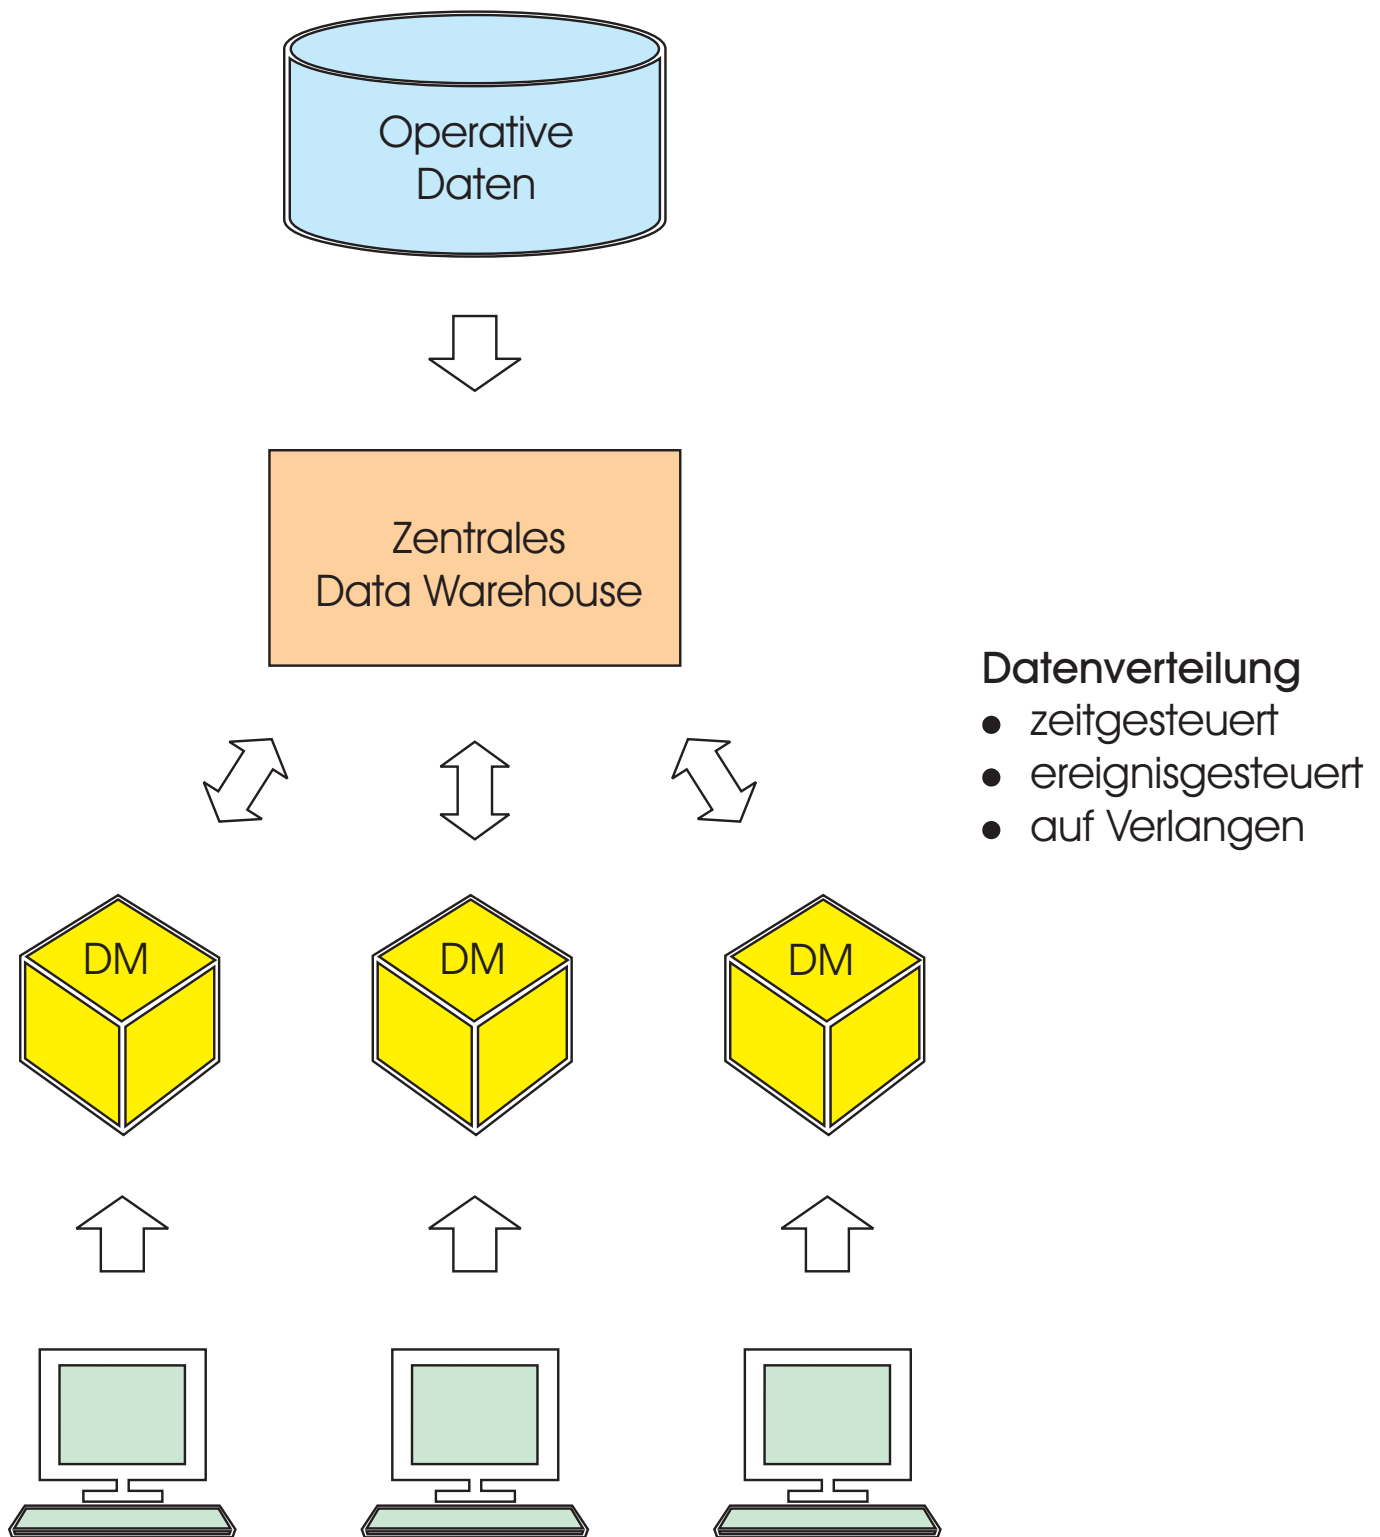 Operative
Daten
Zentrales
Data Warehouse
Datenverteilung
● zeitgesteuert
● ereignisgesteuert
● auf Verlangen
DM
DM
DM